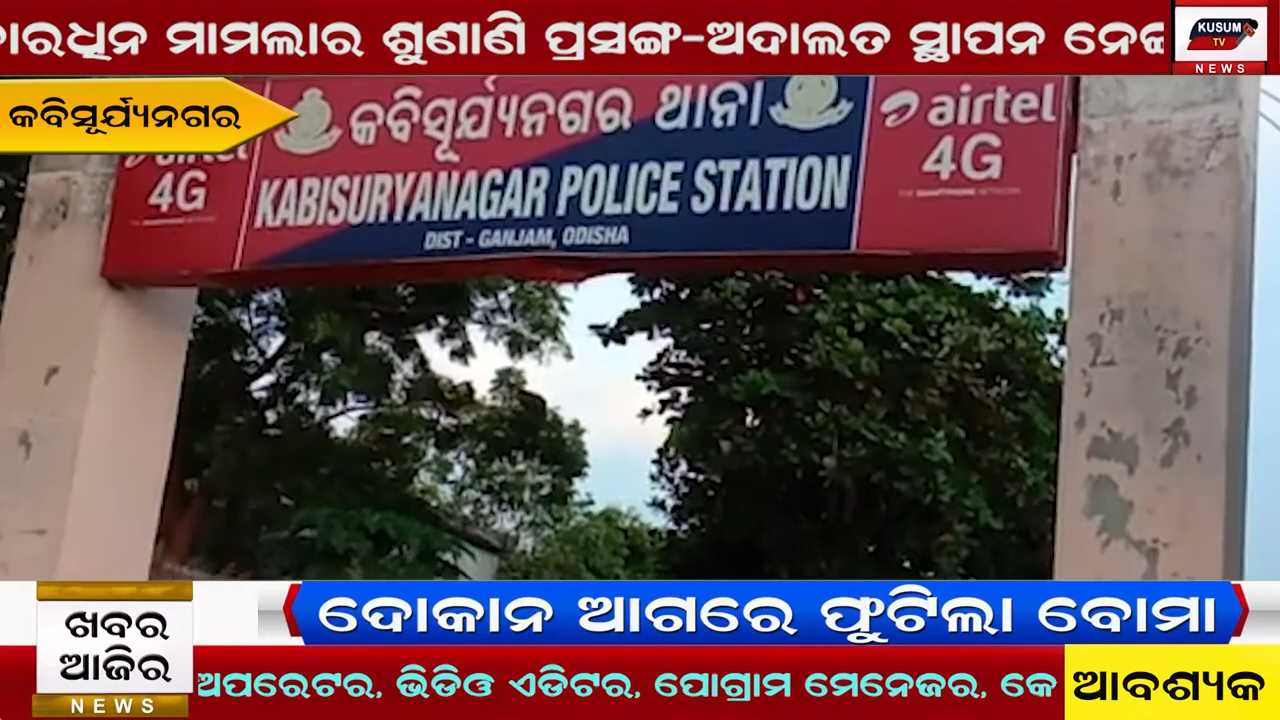 ମାମଲାର ଶୁଣାଣି ପ୍ରସଙ୍ଗ-ଅଦାଲତ ସ୍ଥାପନ ନେଇ
KUSUM
TV
NEWS
କବିସୂର୍ଯ୍ୟନଗର
କବିସୂର୍ଯ୍ୟନଗର ଥାନା
KABISURYANAGAR POLICE STATION
DIST - GANJAM, ODISHA
airtel
4G
airtel
4G
ଖବର
ଆଜିର
NEWS
ଦୋକାନ ଆଗରେ ଫୁଟିଲା ବୋମା
ଅପରେଟର, ଭିଡିଓ ଏଡିଟର, ପୋଗ୍ରାମ ମେନେଜର, କେ
ଆବଶ୍ୟକ